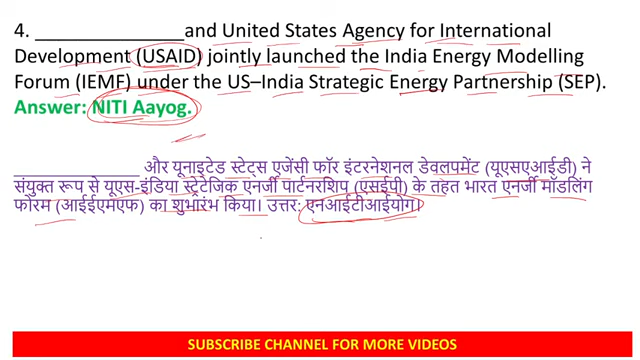 4. ________________and United States Agency for International
Development (USAID) jointly launched the India Energy Modelling
Forum (IEMF) under the US–India Strategic Energy Partnership (SEP).
Answer: NITI Aayog.
________________ और यूनाइटेड स्टेट्स एजेंसी फॉर इंटरनेशनल डेवलपमेंट (यूएसएआईडी) ने
संयुक्त रूप से यूएस-इंडिया स्ट्रेटेजिक एनर्जी पार्टनरशिप (एसईपी) के तहत भारत एनर्जी मॉडलिंग
फोरम (आईईएमएफ) का शुभारंभ किया। उत्तर: एनआईटीआईयोग।
SUBSCRIBE CHANNEL FOR MORE VIDEOS